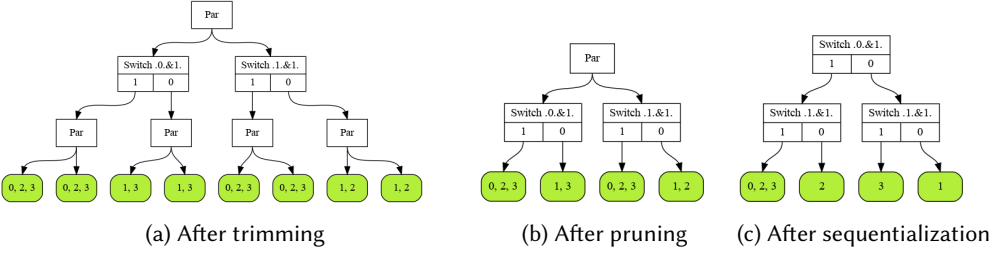 Par
Switch .0.&1.
1 0
Switch .1.&1.
1 0
Par
Par
Par
Par
0, 2, 3
0, 2, 3
1, 3
1, 3
0, 2, 3
0, 2, 3
1, 2
1, 2
(a) After trimming
Par
Switch .0.&1.
1 0
Switch .1.&1.
1 0
0, 2, 3
1, 3
0, 2, 3
1, 2
(b) After pruning
Switch .0.&1.
1 0
Switch .1.&1.
1 0
Switch .1.&1.
1 0
0, 2, 3
2
3
1
(c) After sequentialization